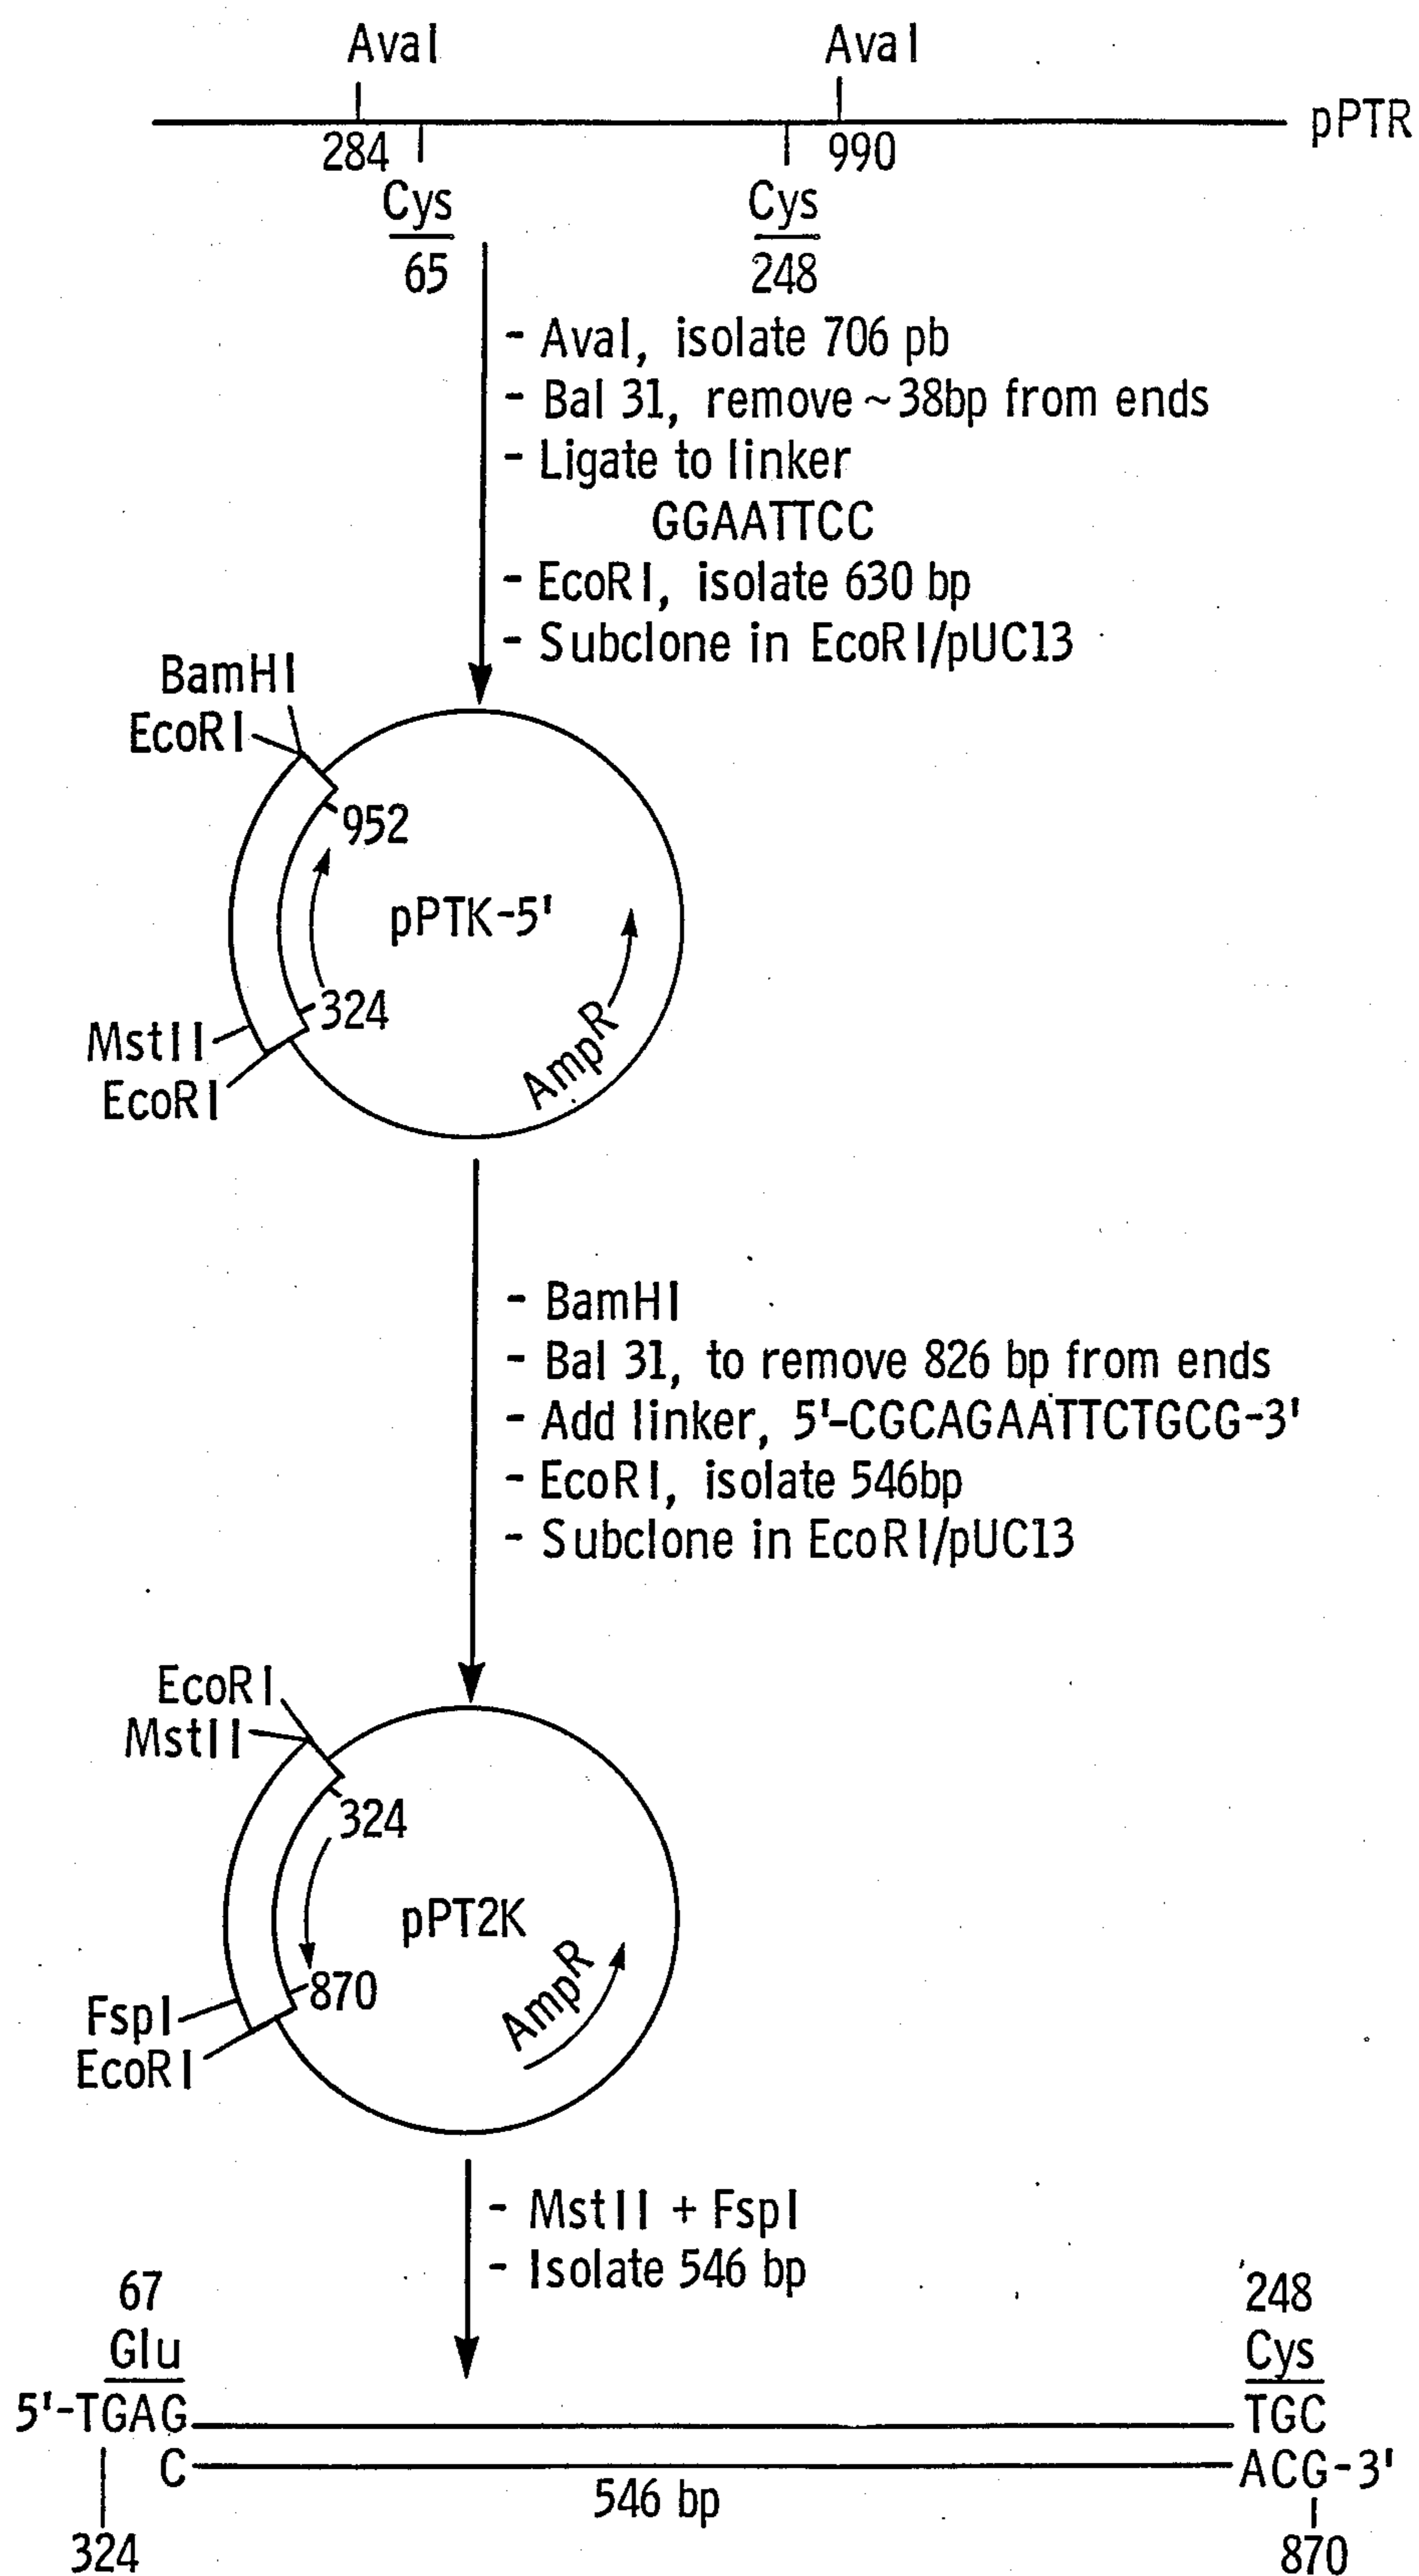 AvaI AvaI
pPTR
284 990
Cys Cys
65 248
- AvaI, isolate 706 pb
- Bal 31, remove ~38bp from ends
- Ligate to linker
GGAATTCC
- EcoRI, isolate 630 bp
- Subclone in EcoRI/pUC13
BamHI
EcoRI
952
pPTK-5'
324
MstII
EcoRI
AmpR
- BamHI
- Bal 31, to remove 826 bp from ends
- Add linker, 5'-CGCAGAATTCTGCG-3'
- EcoRI, isolate 546bp
- Subclone in EcoRI/pUC13
EcoRI
MstII
324
pPT2K
870
FspI
EcoRI
AmpR
- MstII + FspI
- Isolate 546 bp
67 248
Glu Cys
5'-TGAG TGC
C ACG-3'
546 bp
324 870